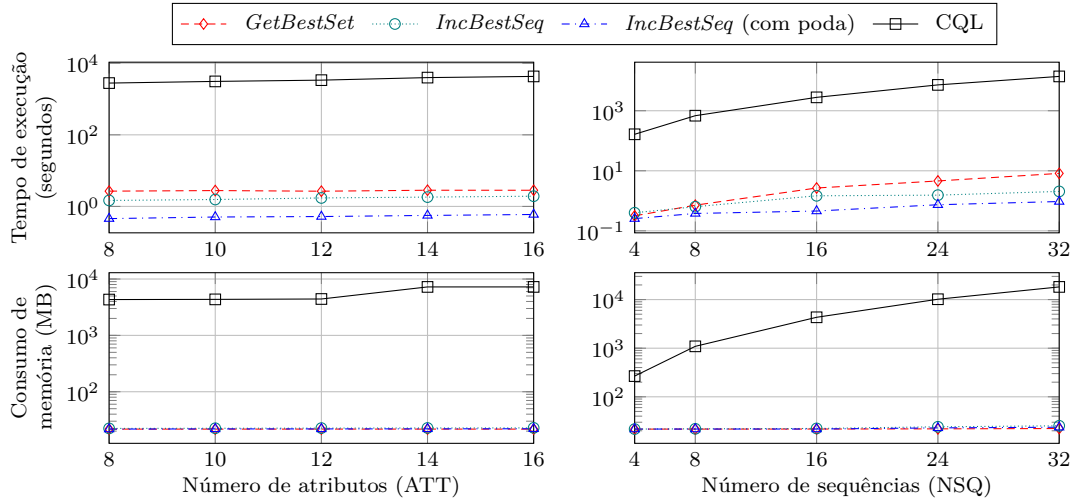 GetBestSet IncBestSeq IncBestSeq (com poda) CQL
Tempo de execução
(segundos)
10^4
10^2
10^0
8 10 12 14 16
10^3
10^1
10^−1
4 8 16 24 32
Consumo de
memória (MB)
10^4
10^2
8 10 12 14 16
Número de atributos (ATT)
10^4
10^3
10^2
4 8 16 24 32
Número de sequências (NSQ)